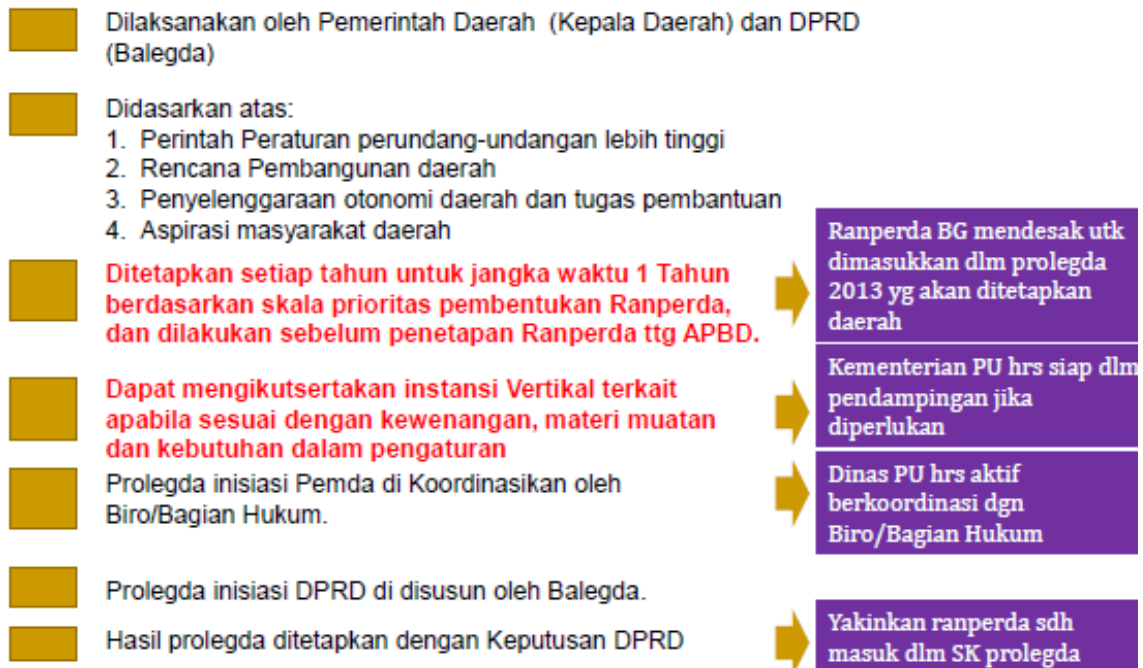 Dilaksanakan oleh Pemerintah Daerah (Kepala Daerah) dan DPRD
(Balegda)
Didasarkan atas:
1. Perintah Peraturan perundang-undangan lebih tinggi
2. Rencana Pembangunan daerah
3. Penyelenggaraan otonomi daerah dan tugas pembantuan
4. Aspirasi masyarakat daerah
Ditetapkan setiap tahun untuk jangka waktu 1 Tahun
berdasarkan skala prioritas pembentukan Ranperda,
dan dilakukan sebelum penetapan Ranperda ttg APBD.
Ranperda BG mendesak utk
dimasukkan dlm prolegda
2013 yg akan ditetapkan
daerah
Dapat mengikutsertakan instansi Vertikal terkait
apabila sesuai dengan kewenangan, materi muatan
dan kebutuhan dalam pengaturan
Kementerian PU hrs siap dlm
pendampingan jika
diperlukan
Prolegda inisiasi Pemda di Koordinasikan oleh
Biro/Bagian Hukum.
Dinas PU hrs aktif
berkoordinasi dgn
Biro/Bagian Hukum
Prolegda inisiasi DPRD di disusun oleh Balegda.
Hasil prolegda ditetapkan dengan Keputusan DPRD
Yakinkan ranperda sdh
masuk dlm SK prolegda